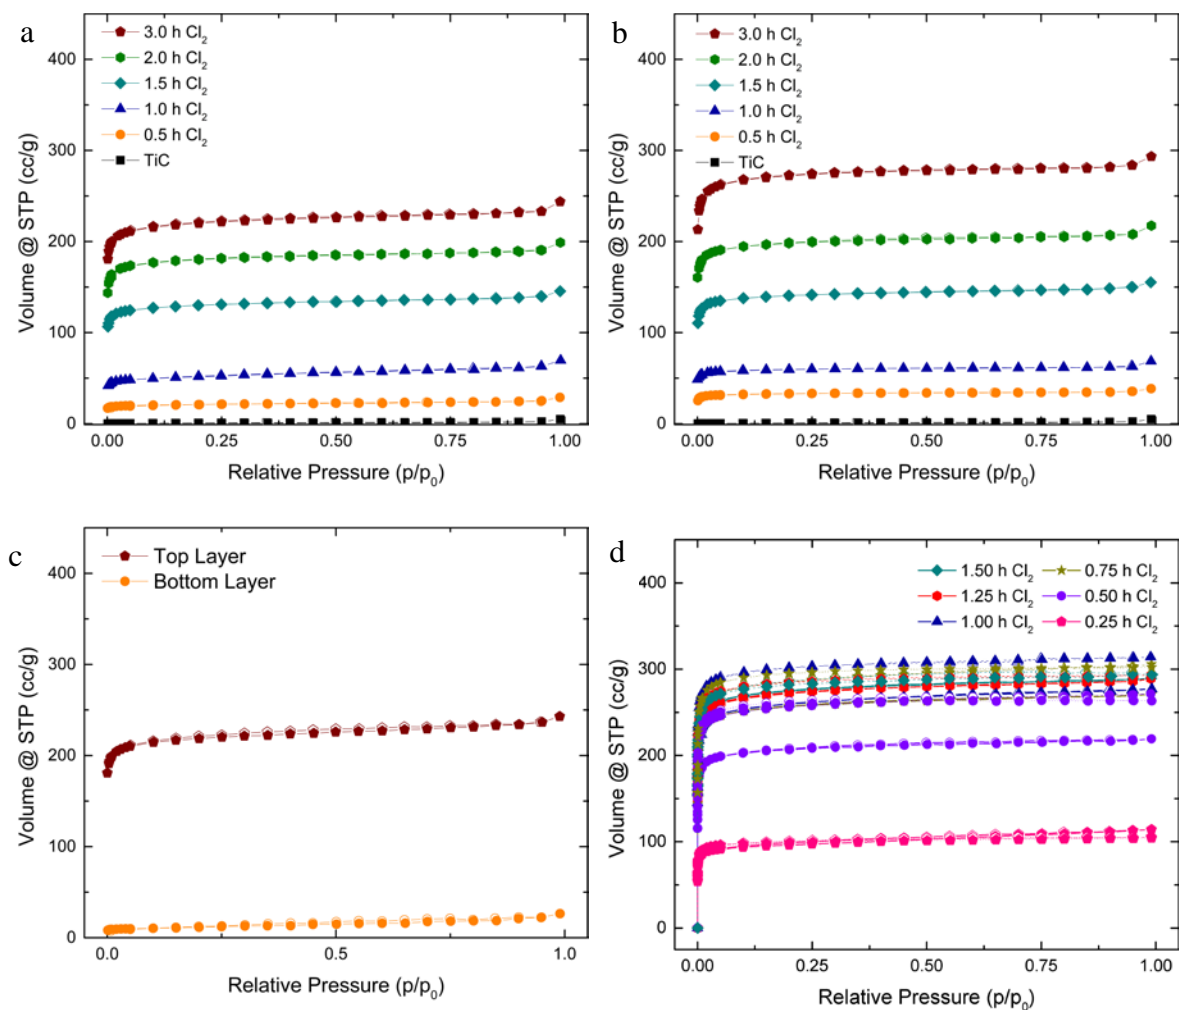 a
3.0 h Cl₂
2.0 h Cl₂
1.5 h Cl₂
1.0 h Cl₂
0.5 h Cl₂
TiC
400
300
200
100
0
Volume @ STP (cc/g)
0.00 0.25 0.50 0.75 1.00
Relative Pressure (p/p₀)
b
3.0 h Cl₂
2.0 h Cl₂
1.5 h Cl₂
1.0 h Cl₂
0.5 h Cl₂
TiC
400
300
200
100
0
Volume @ STP (cc/g)
0.00 0.25 0.50 0.75 1.00
Relative Pressure (p/p₀)
c
Top Layer
Bottom Layer
400
300
200
100
0
Volume @ STP (cc/g)
0.0 0.5 1.0
Relative Pressure (p/p₀)
d
1.50 h Cl₂ 0.75 h Cl₂
1.25 h Cl₂ 0.50 h Cl₂
1.00 h Cl₂ 0.25 h Cl₂
400
300
200
100
0
Volume @ STP (cc/g)
0.00 0.25 0.50 0.75 1.00
Relative Pressure (p/p₀)